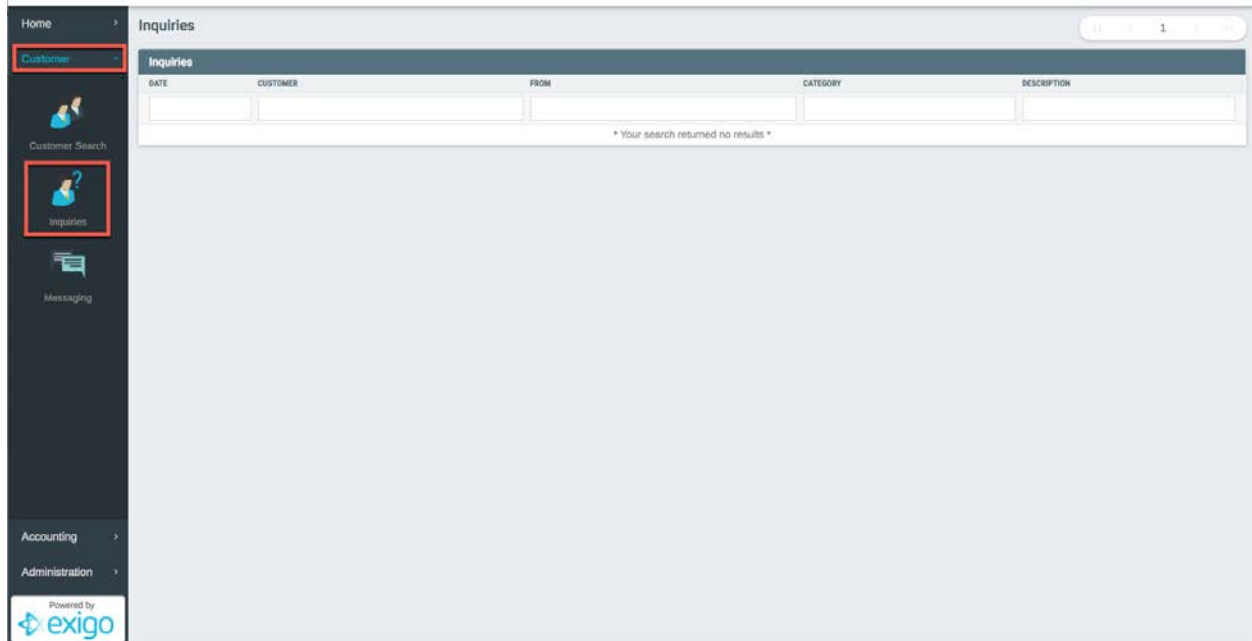 Home
Customer
Customer Search
Inquiries
Messaging
Accounting
Administration
Powered by
exigo
Inquiries
1
Inquiries
DATE CUSTOMER FROM CATEGORY DESCRIPTION
* Your search returned no results *